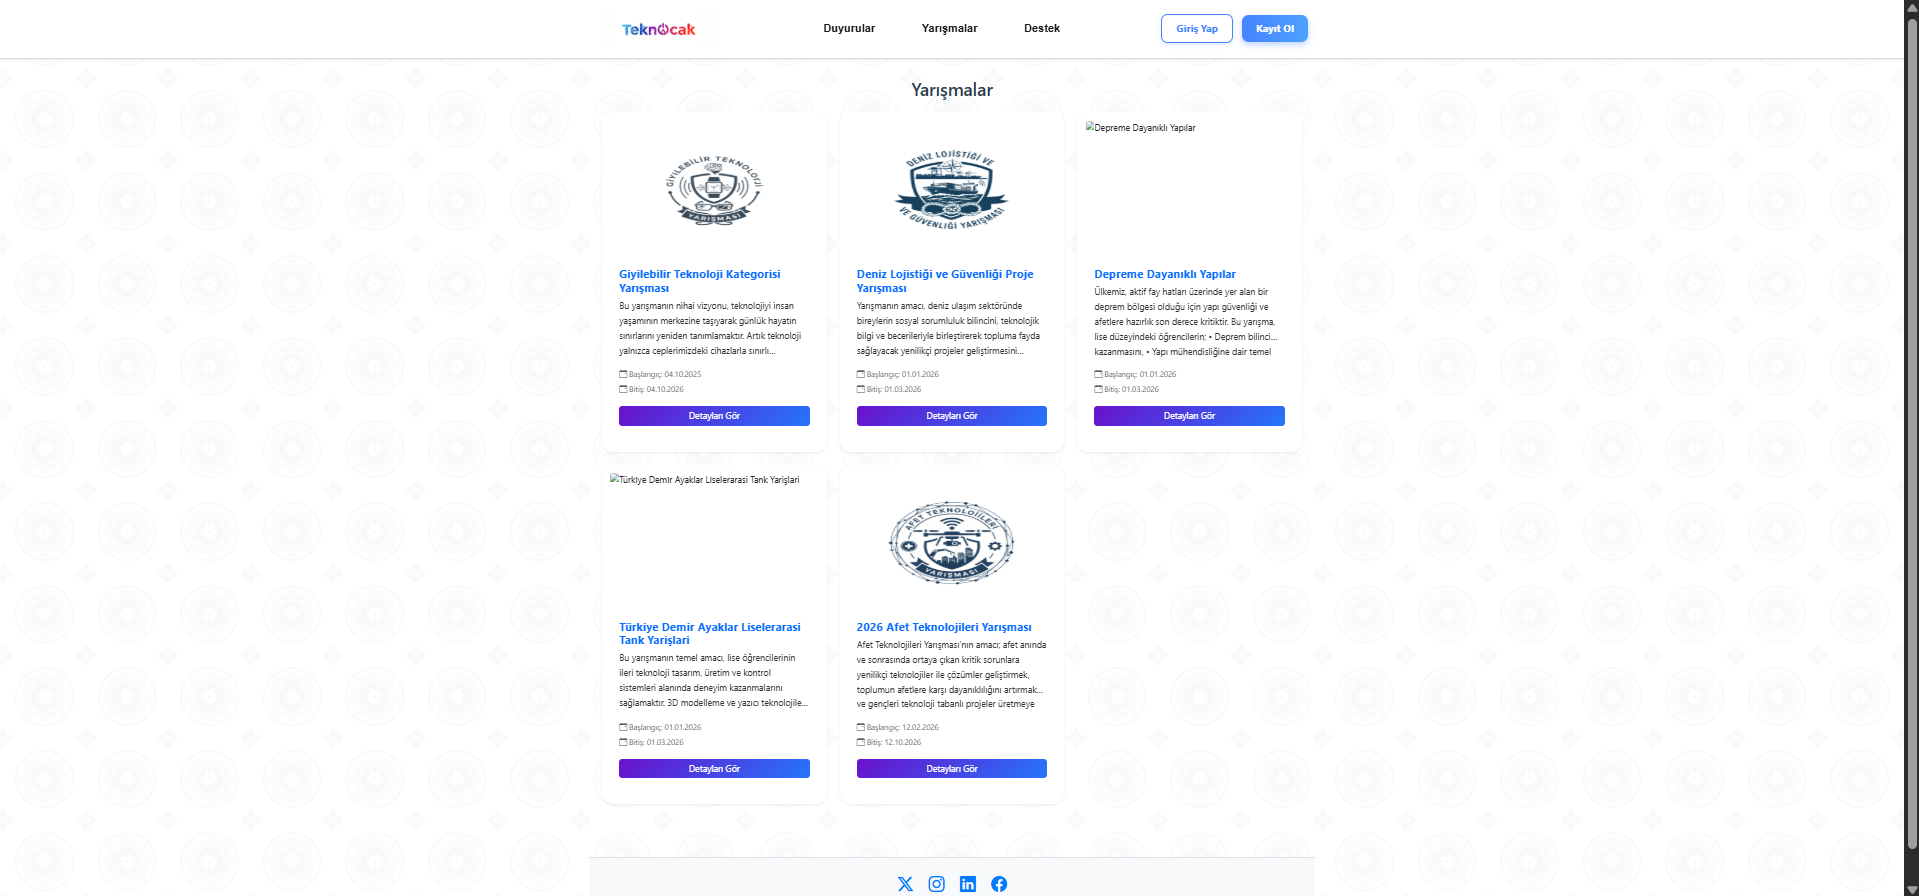 Teknocak
Duyurular
Yarışmalar
Destek
Giriş Yap
Kayıt Ol
Yarışmalar
GİYİLEBİLİR TEKNOLOJİ
YARIŞMASI
Giyilebilir Teknoloji Kategorisi
Yarışması
Bu yarışmanın nihai vizyonu, teknolojiyi insan
yaşamının merkezine taşıyarak günlük hayatın
sınırlarını yeniden tanımlamaktır. Artık teknoloji
yalnızca ceplerimizdeki cihazlarla sınırlı...
Başlangıç: 04.10.2025
Bitiş: 04.10.2026
Detayları Gör
DENİZ LOJİSTİĞİ VE
VE GÜVENLİĞİ YARIŞMASI
Deniz Lojistiği ve Güvenliği Proje
Yarışması
Yarışmanın amacı, deniz ulaşım sektöründe
bireylerin sosyal sorumluluk bilincini, teknolojik
bilgi ve becerileriyle birleştirerek topluma fayda
sağlayacak yenilikçi projeler geliştirmesini...
Başlangıç: 01.01.2026
Bitiş: 01.03.2026
Detayları Gör
Depreme Dayanıklı Yapılar
Depreme Dayanıklı Yapılar
Ülkemiz, aktif fay hatları üzerinde yer alan bir
deprem bölgesi olduğu için yapı güvenliği ve
afetlere hazırlık son derece kritiktir. Bu yarışma,
lise düzeyindeki öğrencilerin; • Deprem bilinci...
kazanmasını, • Yapı mühendisliğine dair temel
Başlangıç: 01.01.2026
Bitiş: 01.03.2026
Detayları Gör
Türkiye Demir Ayaklar Liselerarasi Tank Yarişlari
Türkiye Demir Ayaklar Liselerarasi
Tank Yarişlari
Bu yarışmanın temel amacı, lise öğrencilerinin
ileri teknoloji tasarım, üretim ve kontrol
sistemleri alanında deneyim kazanmalarını
sağlamaktır. 3D modelleme ve yazıcı teknolojile...
Başlangıç: 01.01.2026
Bitiş: 01.03.2026
Detayları Gör
AFET TEKNOLOJİLERİ
YARIŞMASI
2026 Afet Teknolojileri Yarışması
Afet Teknolojileri Yarışması'nın amacı; afet anında
ve sonrasında ortaya çıkan kritik sorunlara
yenilikçi teknolojiler ile çözümler geliştirmek,
toplumun afetlere karşı dayanıklılığını artırmak...
ve gençleri teknoloji tabanlı projeler üretmeye
Başlangıç: 12.02.2026
Bitiş: 12.10.2026
Detayları Gör